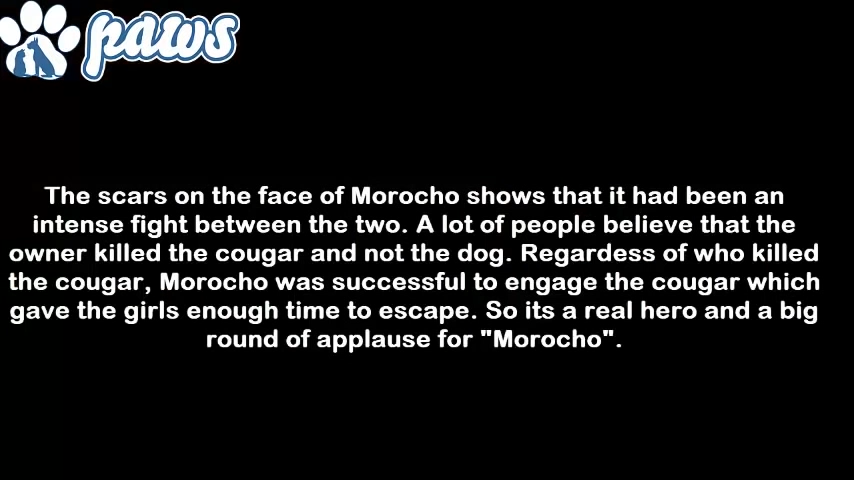 paws
The scars on the face of Morocho shows that it had been an
intense fight between the two. A lot of people believe that the
owner killed the cougar and not the dog. Regardess of who killed
the cougar, Morocho was successful to engage the cougar which
gave the girls enough time to escape. So its a real hero and a big
round of applause for "Morocho".